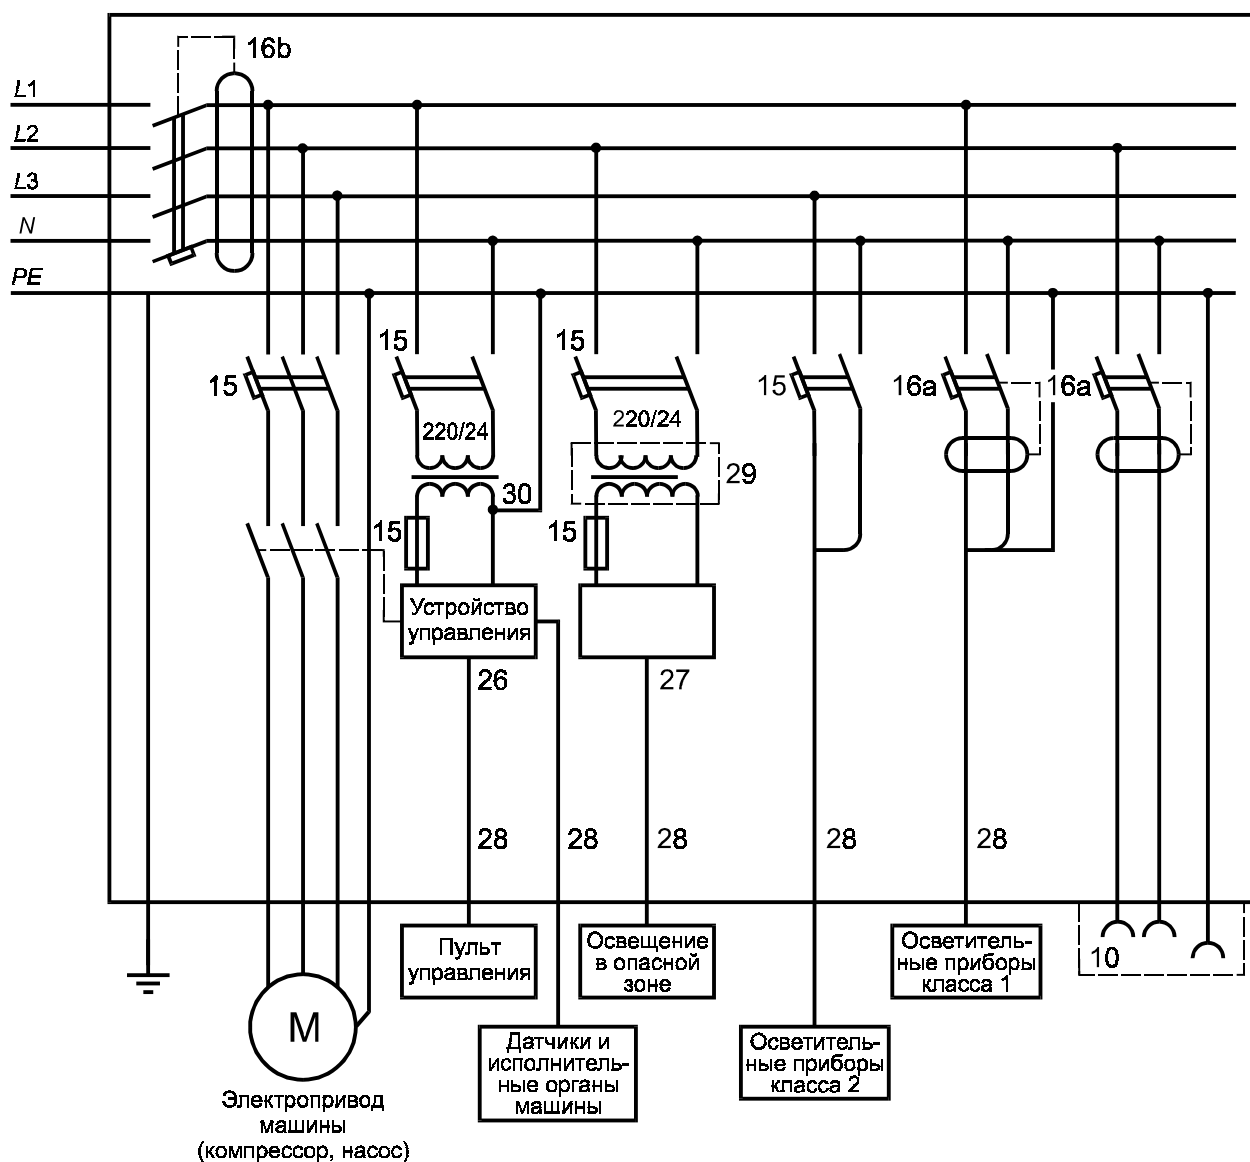 16b
L1
L2
L3
N
PE
15
15
15
15
16a
16a
220/24
220/24
29
30
15
15
Устройство
управления
26
27
28
28
28
28
28
Пульт
управления
Освещение
в опасной
зоне
Осветитель-
ные приборы
класса 1
10
M
Датчики и
исполнитель-
ные органы
машины
Осветитель-
ные приборы
класса 2
Электропривод
машины
(компрессор, насос)